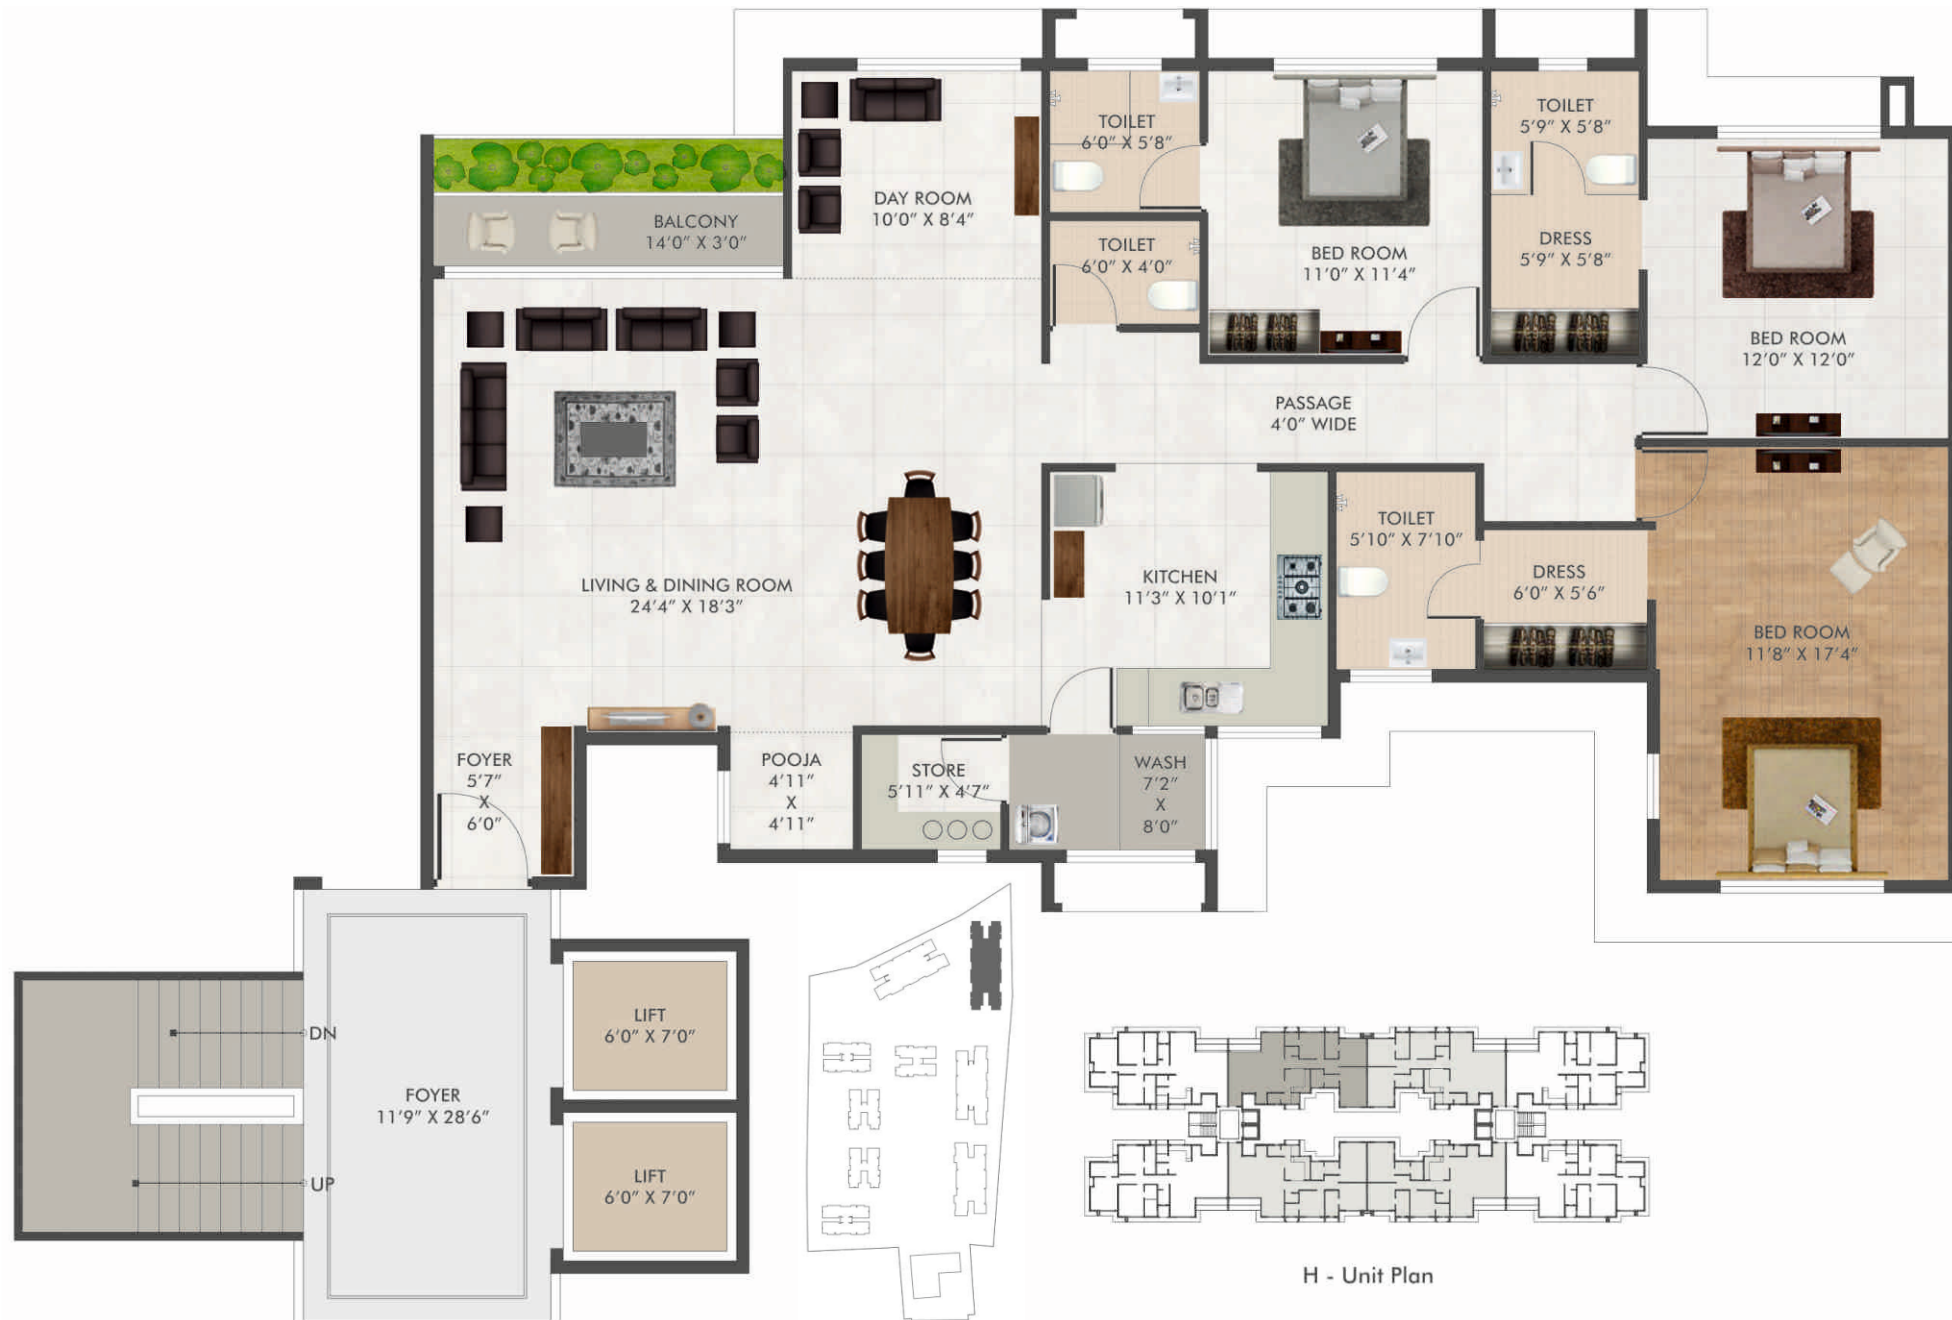 TOILET
6'0" X 5'8"
TOILET
5'9" X 5'8"
DAY ROOM
10'0" X 8'4"
BALCONY
14'0" X 3'0"
TOILET
6'0" X 4'0"
BED ROOM
11'0" X 11'4"
DRESS
5'9" X 5'8"
BED ROOM
12'0" X 12'0"
PASSAGE
4'0" WIDE
LIVING & DINING ROOM
24'4" X 18'3"
KITCHEN
11'3" X 10'1"
TOILET
5'10" X 7'10"
DRESS
6'0" X 5'6"
BED ROOM
11'8" X 17'4"
FOYER
5'7"
X
6'0"
POOJA
4'11"
X
4'11"
STORE
5'11" X 4'7"
WASH
7'2"
X
8'0"
DN
UP
FOYER
11'9" X 28'6"
LIFT
6'0" X 7'0"
LIFT
6'0" X 7'0"
H - Unit Plan